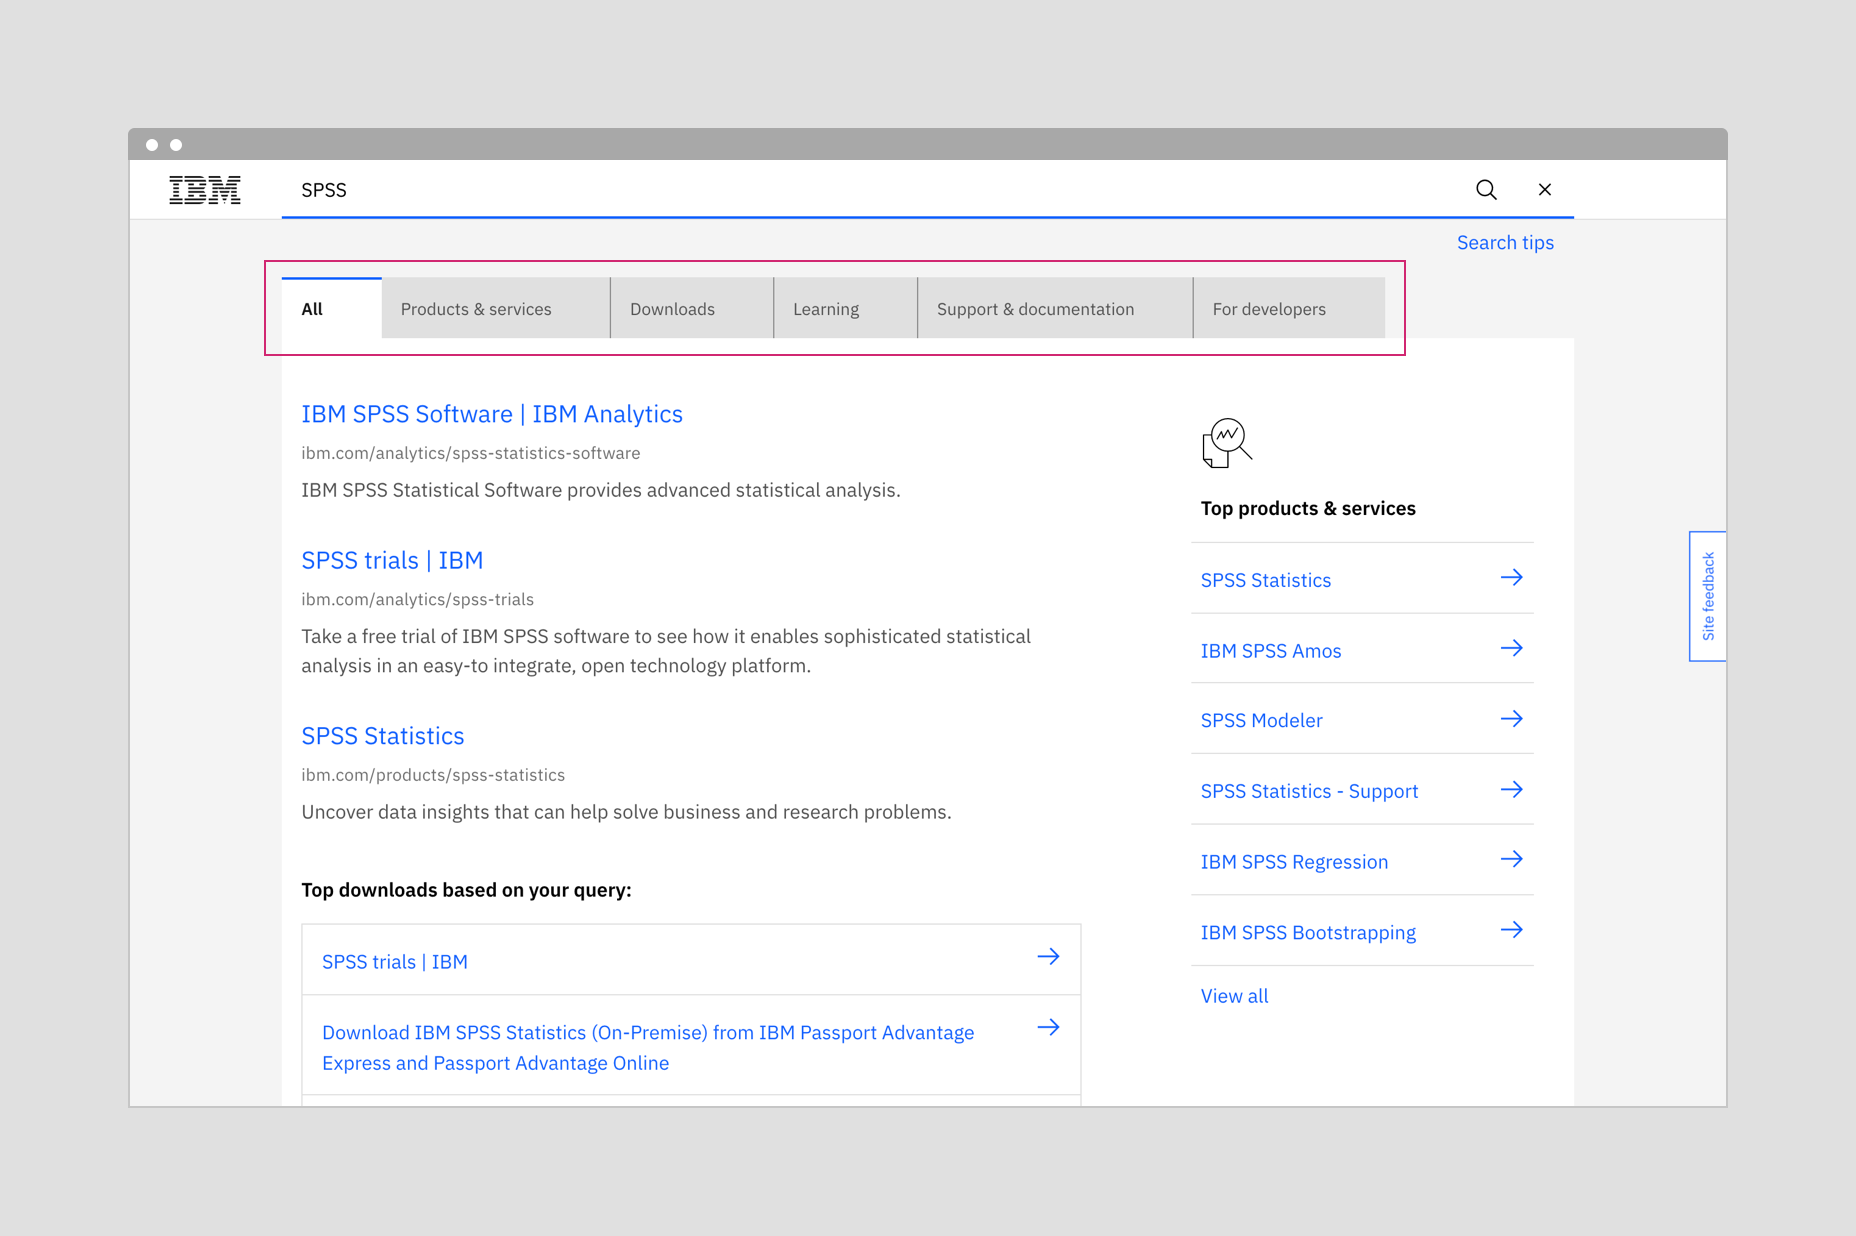 IBM
SPSS
Search tips
All
Products & services
Downloads
Learning
Support & documentation
For developers
IBM SPSS Software | IBM Analytics
ibm.com/analytics/spss-statistics-software
IBM SPSS Statistical Software provides advanced statistical analysis.
SPSS trials | IBM
ibm.com/analytics/spss-trials
Take a free trial of IBM SPSS software to see how it enables sophisticated statistical
analysis in an easy-to integrate, open technology platform.
SPSS Statistics
ibm.com/products/spss-statistics
Uncover data insights that can help solve business and research problems.
Top downloads based on your query:
SPSS trials | IBM
Download IBM SPSS Statistics (On-Premise) from IBM Passport Advantage
Express and Passport Advantage Online
Top products & services
SPSS Statistics
IBM SPSS Amos
SPSS Modeler
SPSS Statistics - Support
IBM SPSS Regression
IBM SPSS Bootstrapping
View all
Site feedback